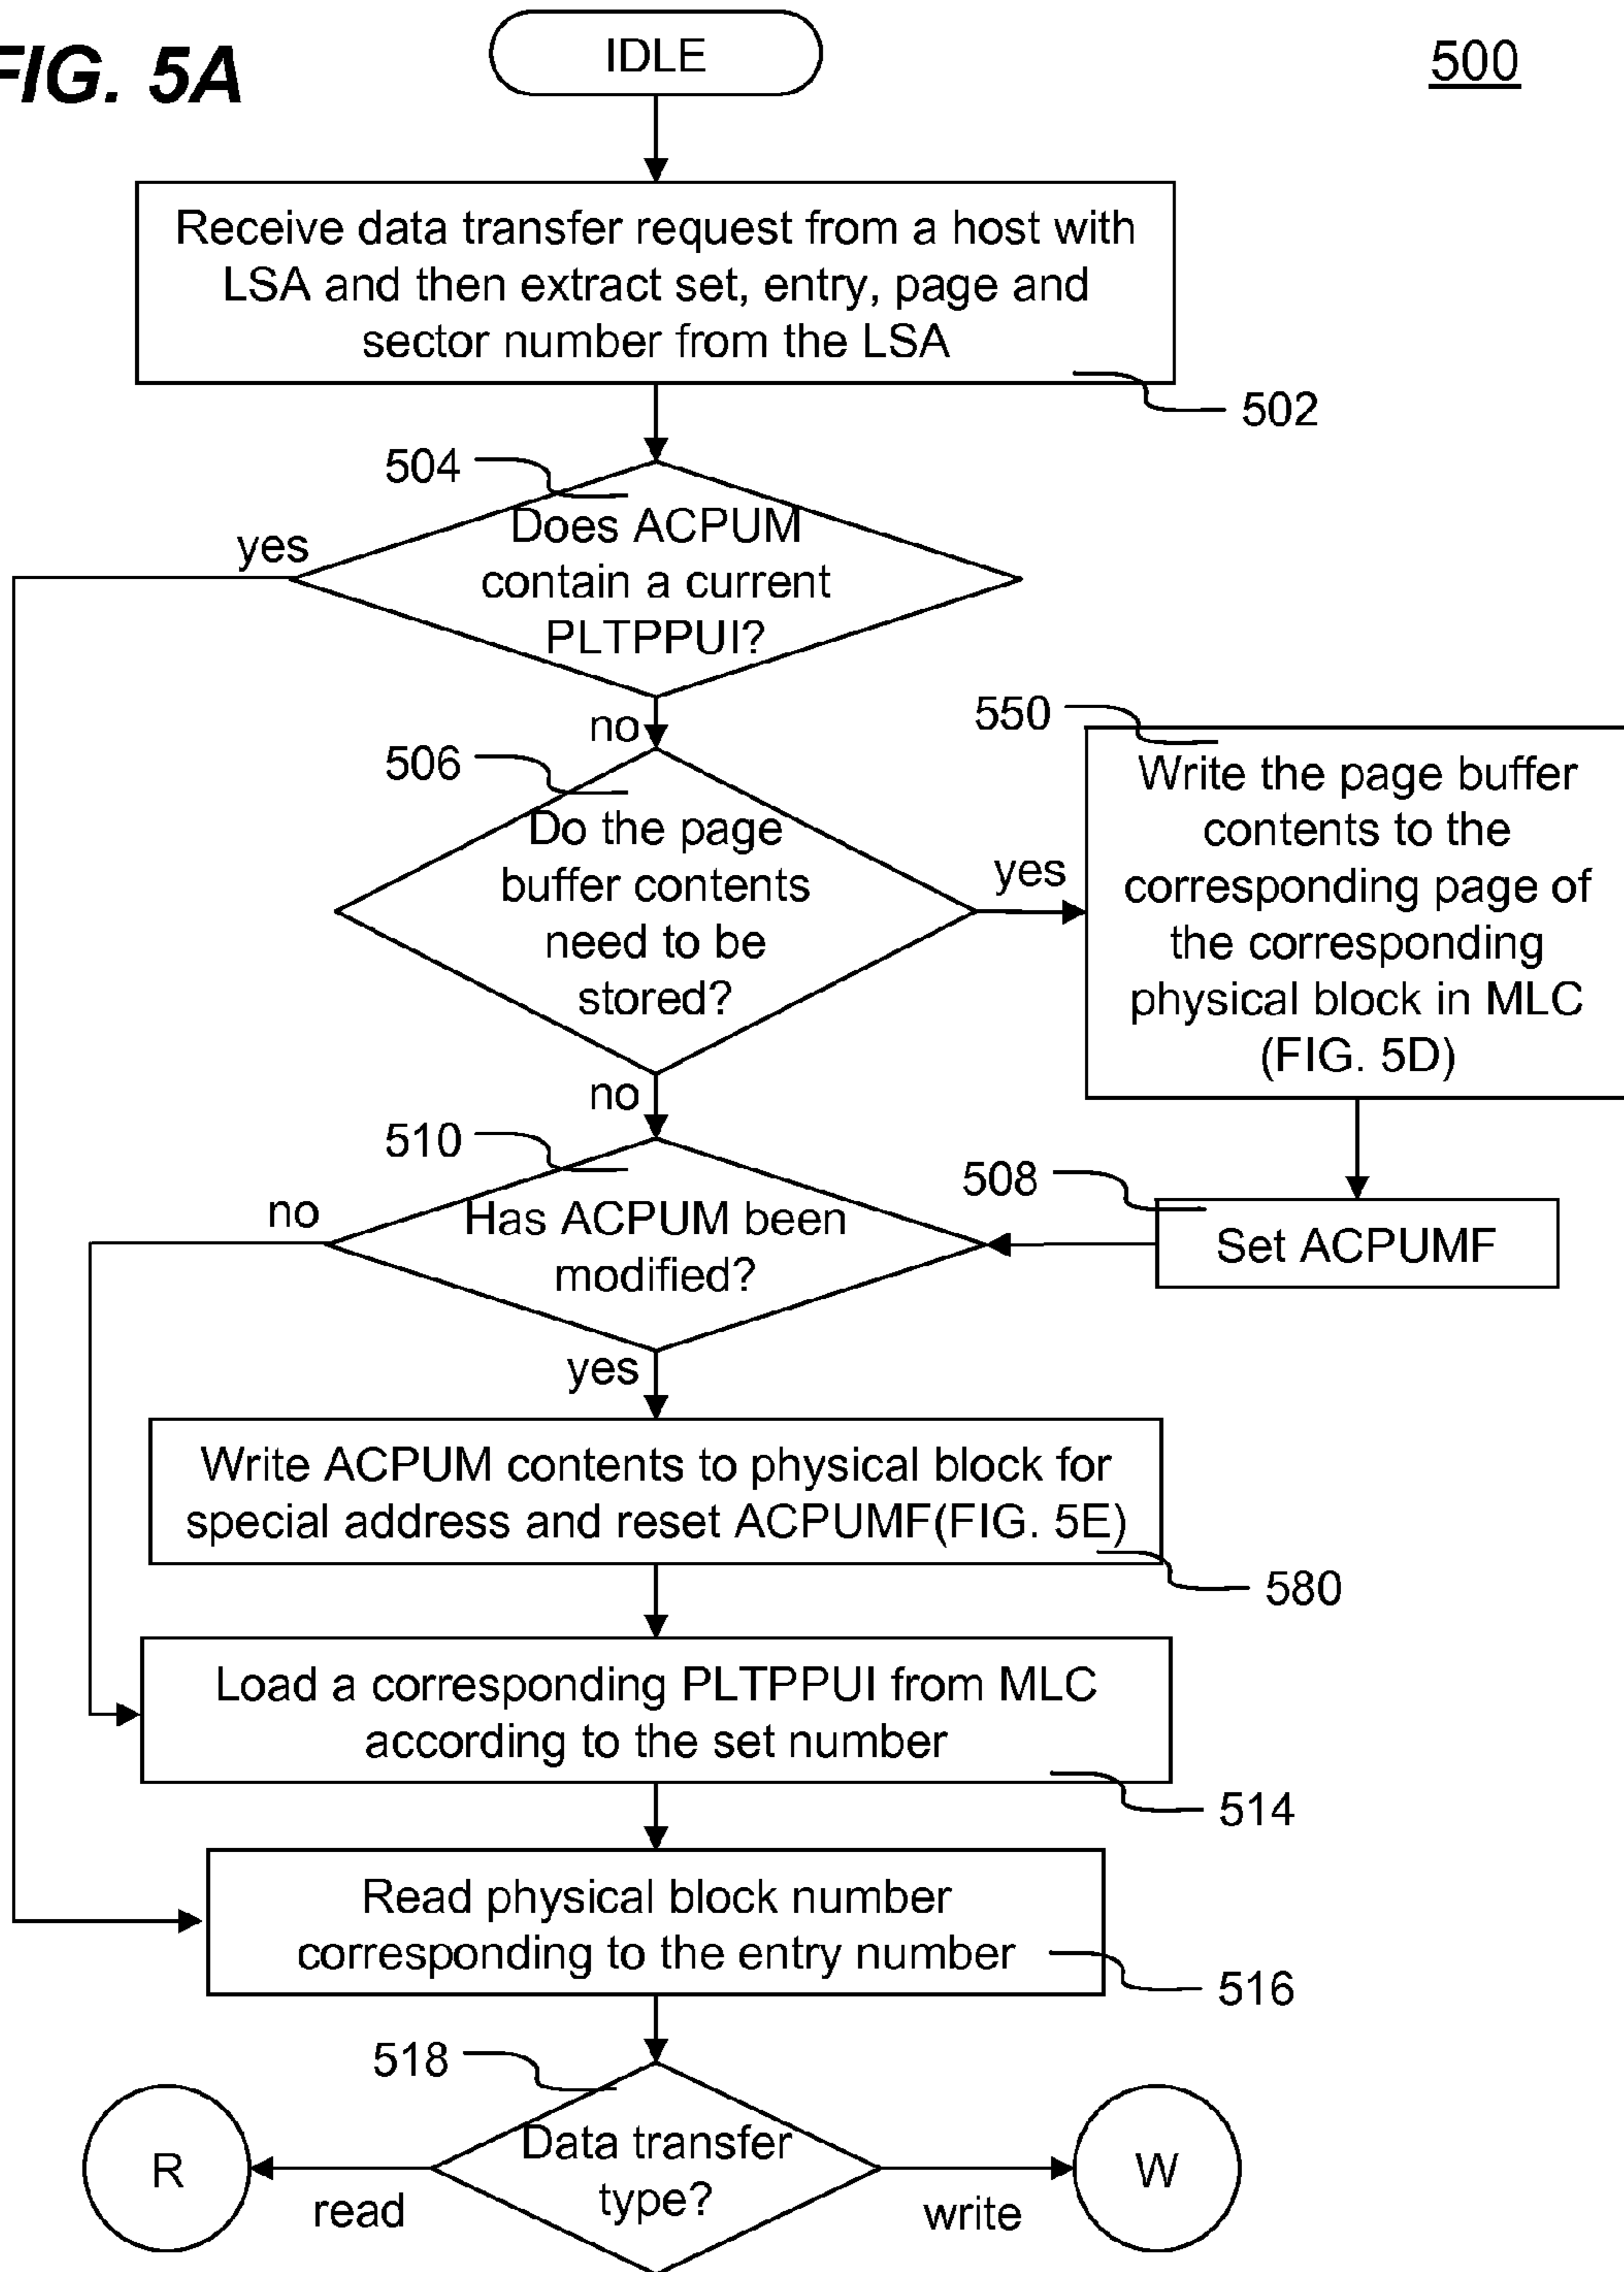 FIG. 5A
IDLE
500
Receive data transfer request from a host with
LSA and then extract set, entry, page and
sector number from the LSA
502
504
Does ACPUM
contain a current
PLTPPUI?
yes
no
506
Do the page
buffer contents
need to be
stored?
yes
no
550
Write the page buffer
contents to the
corresponding page of
the corresponding
physical block in MLC
(FIG. 5D)
508
Set ACPUMF
510
Has ACPUM been
modified?
no
yes
Write ACPUM contents to physical block for
special address and reset ACPUMF(FIG. 5E)
580
Load a corresponding PLTPPUI from MLC
according to the set number
514
Read physical block number
corresponding to the entry number
516
518
Data transfer
type?
read
write
R
W